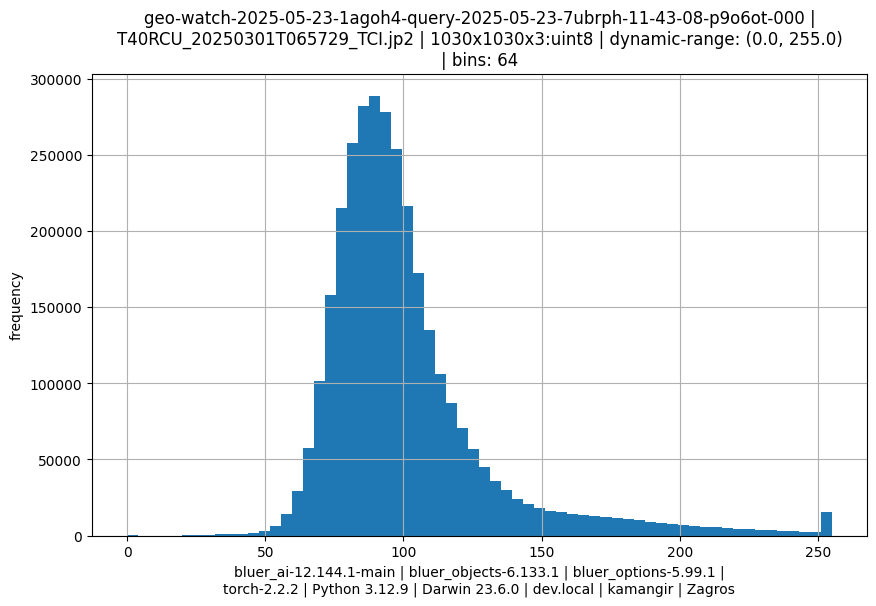 geo-watch-2025-05-23-1agoh4-query-2025-05-23-7ubrph-11-43-08-p9o6ot-000 |
T40RCU_20250301T065729_TCI.jp2 | 1030x1030x3:uint8 | dynamic-range: (0.0, 255.0)
| bins: 64
300000
250000
200000
150000
100000
50000
0
frequency
0 50 100 150 200 250
bluer_ai-12.144.1-main | bluer_objects-6.133.1 | bluer_options-5.99.1 |
torch-2.2.2 | Python 3.12.9 | Darwin 23.6.0 | dev.local | kamangir | Zagros